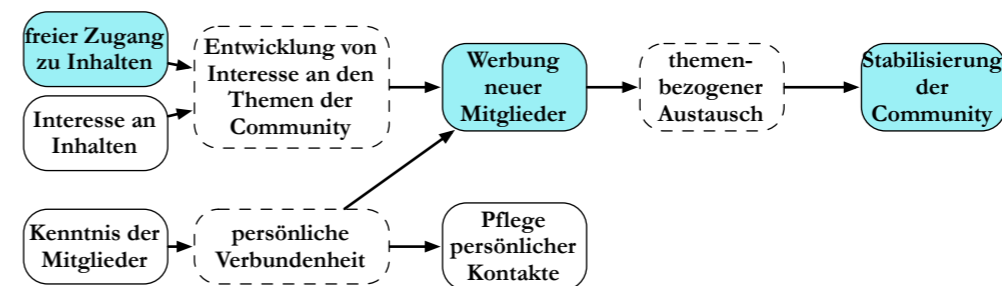 freier Zugang
zu Inhalten
Interesse an
Inhalten
Entwicklung von
Interesse an den
Themen der
Community
Werbung
neuer
Mitglieder
themen-
bezogener
Austausch
Stabilisierung
der
Community
Kenntnis der
Mitglieder
persönliche
Verbundenheit
Pflege
persönlicher
Kontakte